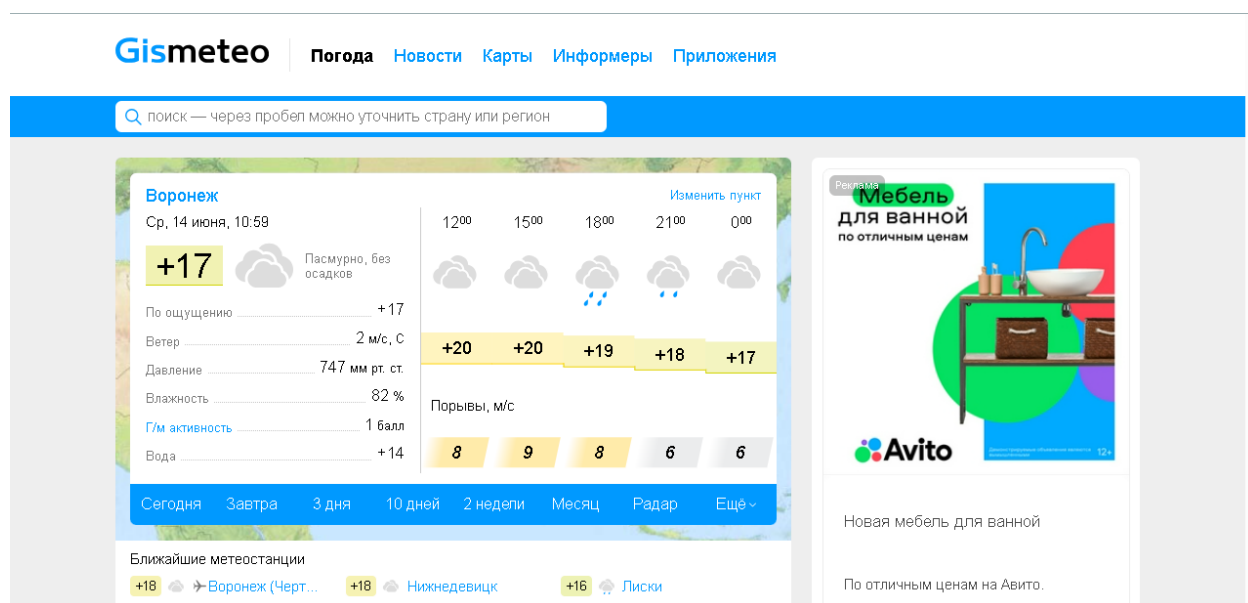 Gismeteo
Погода Новости Карты Информеры Приложения
поиск — через пробел можно уточнить страну или регион
Воронеж
Изменить пункт
Ср, 14 июня, 10:59
12⁰⁰ 15⁰⁰ 18⁰⁰ 21⁰⁰ 0⁰⁰
+17
Пасмурно, без
осадков
По ощущению +17
Ветер 2 м/с, С
Давление 747 мм рт. ст.
Влажность 82 %
Г/м активность 1 балл
Вода +14
+20 +20 +19 +18 +17
Порывы, м/с
8 9 8 6 6
Сегодня Завтра 3 дня 10 дней 2 недели Месяц Радар Ещё
Ближайшие метеостанции
+18 Воронеж (Черт...
+18 Нижнедевицк
+16 Лиски
Реклама
Мебель
для ванной
по отличным ценам
Avito
12+
Новая мебель для ванной
По отличным ценам на Авито.